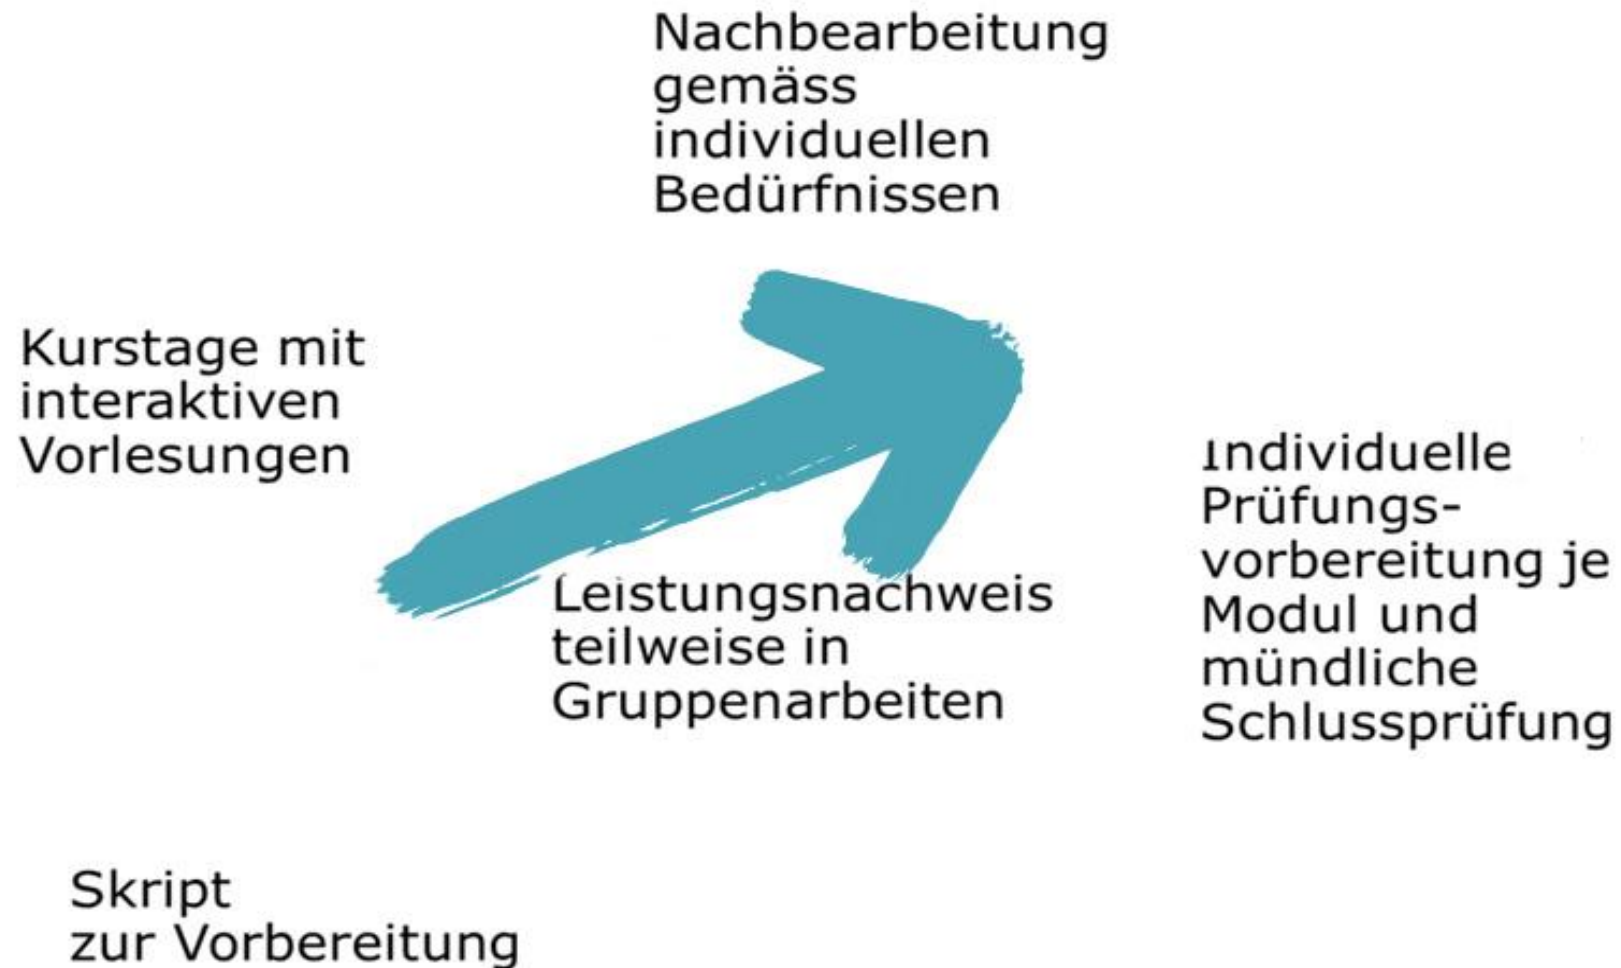 Nachbearbeitung
gemäss
individuellen
Bedürfnissen
Kurstage mit
interaktiven
Vorlesungen
Individuelle
Prüfungs-
vorbereitung je
Modul und
mündliche
Schlussprüfung
Leistungsnachweis
teilweise in
Gruppenarbeiten
Skript
zur Vorbereitung